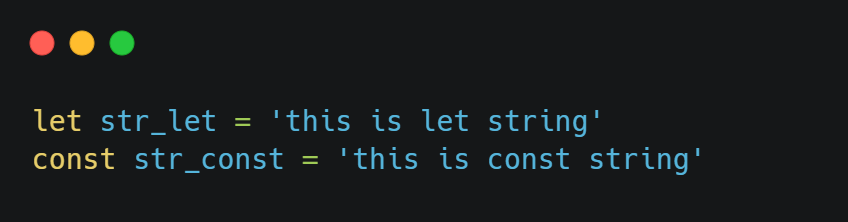 let str_let = 'this is let string'
const str_const = 'this is const string'